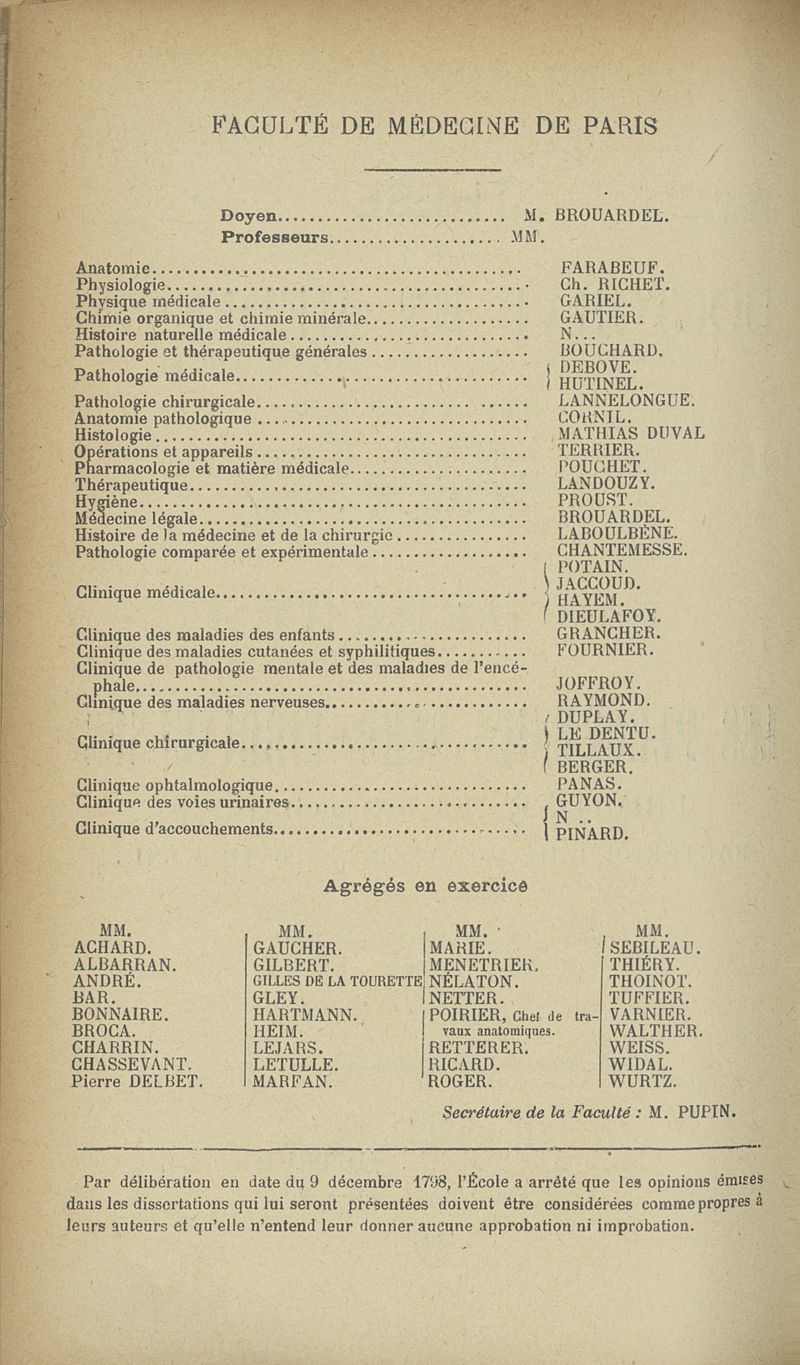 FACULTÉ DE MÉDECINE DE PARIS
Doyen............................ M. BROUARDEL.
Professeurs..................... MM.
Anatomie............................................. FARABEUF.
Physiologie........................................... Ch. RICHET.
Physique médicale..................................... GARIEL.
Chimie organique et chimie minérale.................... GAUTIER.
Histoire naturelle médicale............................ N...
Pathologie et thérapeutique générales.................. BOUCHARD.
Pathologie médicale.................................... { DEBOVE.
HUTINEL.
Pathologie chirurgicale................................ LANNELONGUE.
Anatomie pathologique.................................. CORNIL.
Histologie............................................. MATHIAS DUVAL
Opérations et appareils................................ TERRIER.
Pharmacologie et matière médicale...................... POUCHET.
Thérapeutique.......................................... LANDOUZY.
Hygiène................................................ PROUST.
Médecine légale........................................ BROUARDEL.
Histoire de la médecine et de la chirurgie............. LABOULBÈNE.
Pathologie comparée et expérimentale................... CHANTEMESSE.
Clinique médicale...................................... { POTAIN.
JACCOUD.
HAYEM.
DIEULAFOY.
Clinique des maladies des enfants...................... GRANCHER.
Clinique des maladies cutanées et syphilitiques........ FOURNIER.
Clinique de pathologie mentale et des maladies de l'encé-
phale.................................................. JOFFROY.
Clinique des maladies nerveuses........................ RAYMOND.
Clinique chirurgicale.................................. { DUPLAY.
LE DENTU.
TILLAUX.
BERGER.
Clinique ophtalmologique............................... PANAS.
Clinique des voies urinaires........................... GUYON.
Clinique d'accouchements............................... { N ..
PINARD.
Agrégés en exercice
MM.
ACHARD.
ALBARRAN.
ANDRÉ.
BAR.
BONNAIRE.
BROCA.
CHARRIN.
CHASSEVANT.
Pierre DELBET.
MM.
GAUCHER.
GILBERT.
GILLES DE LA TOURETTE
GLEY.
HARTMANN.
HEIM.
LEJARS.
LETULLE.
MARFAN.
MM.
MARIE.
MENETRIER.
NÉLATON.
NETTER.
POIRIER, Chef de tra-
vaux anatomiques.
RETTERER.
RICARD.
ROGER.
MM.
SEBILEAU.
THIÉRY.
THOINOT.
TUFFIER.
VARNIER.
WALTHER.
WEISS.
WIDAL.
WURTZ.
Secrétaire de la Faculté : M. PUPIN.
Par délibération en date du 9 décembre 1798, l'École a arrêté que les opinions émises
dans les dissertations qui lui seront présentées doivent être considérées comme propres à
leurs auteurs et qu'elle n'entend leur donner aucune approbation ni improbation.